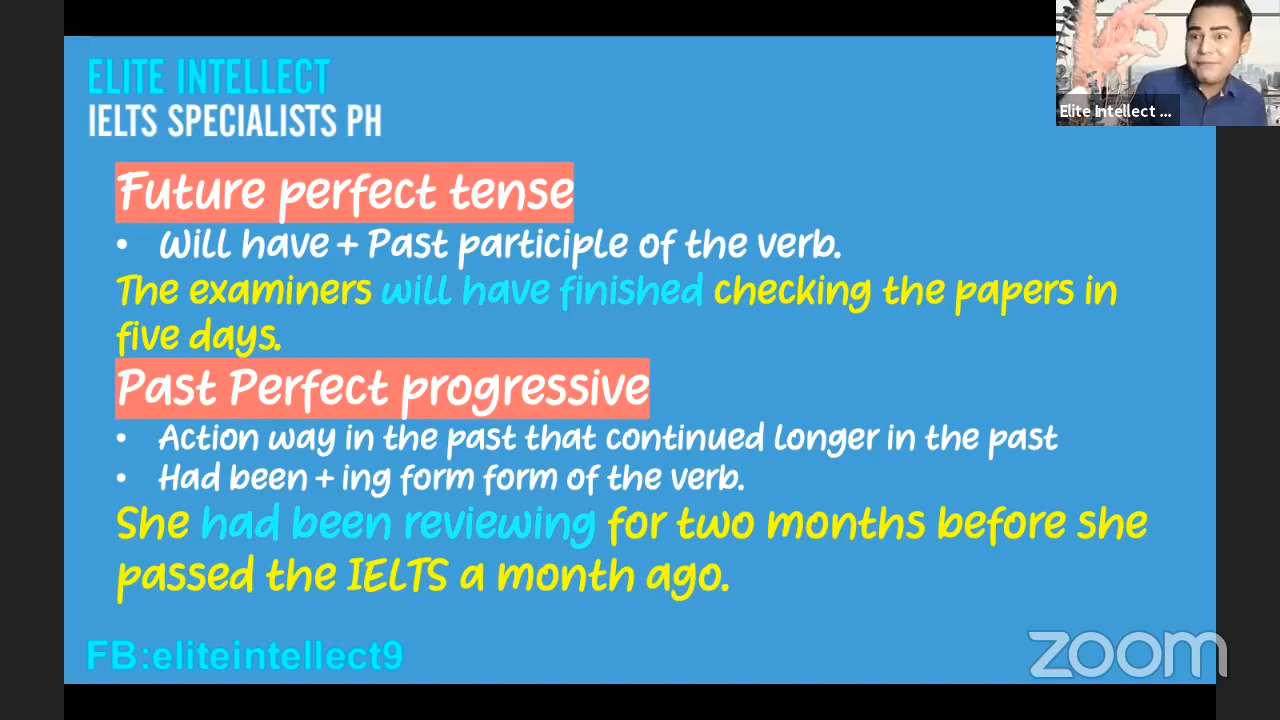 ELITE INTELLECT
IELTS SPECIALISTS PH
Elite Intellect ...
Future perfect tense
• Will have + Past participle of the verb.
The examiners will have finished checking the papers in
five days.
Past Perfect progressive
• Action way in the past that continued longer in the past
• Had been + ing form form of the verb.
She had been reviewing for two months before she
passed the IELTS a month ago.
FB:eliteintellect9
zoom